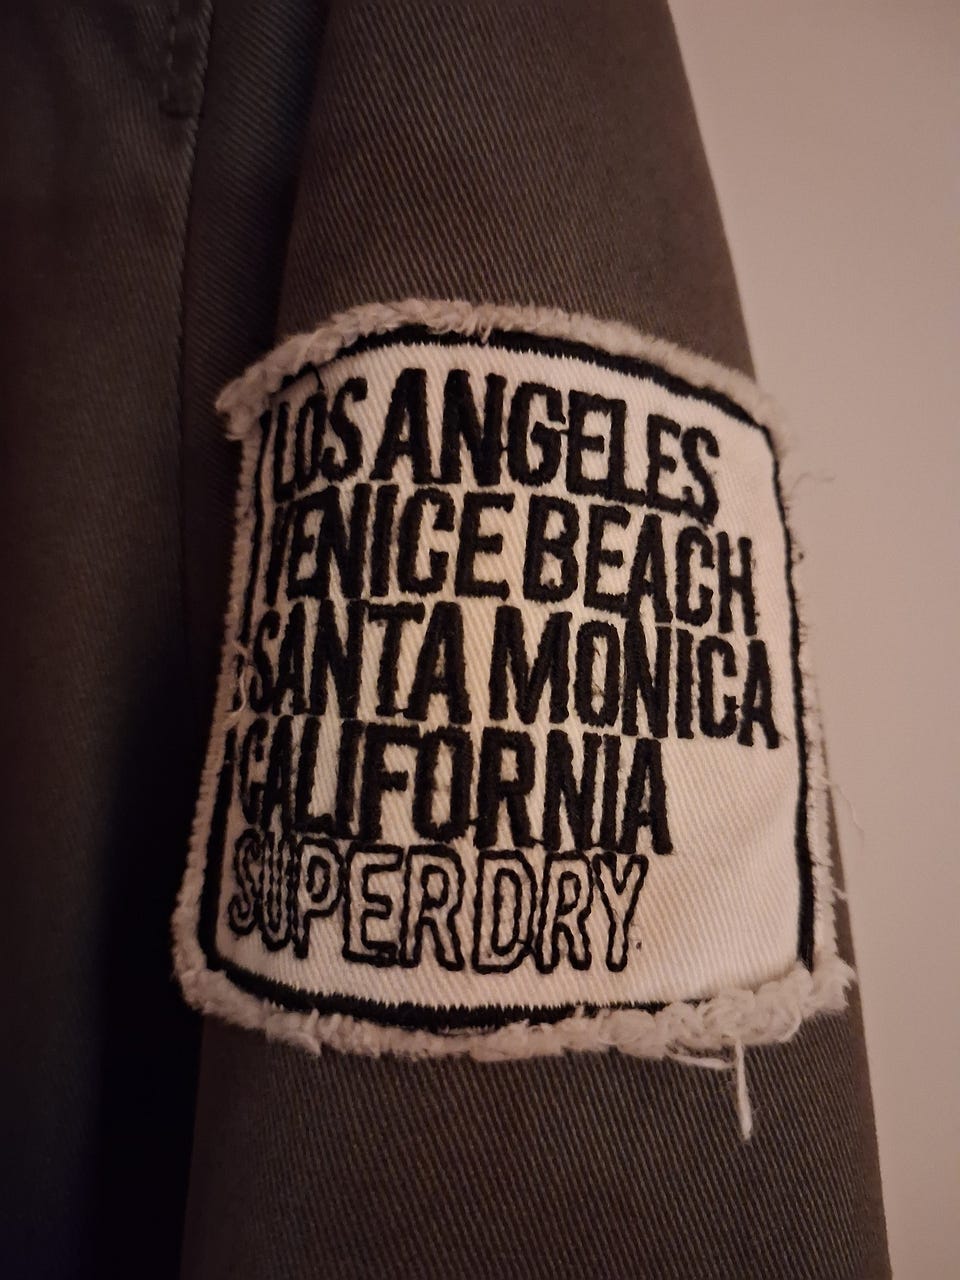 LOS ANGELES
VENICE BEACH
SANTA MONICA
CALIFORNIA
SUPERDRY